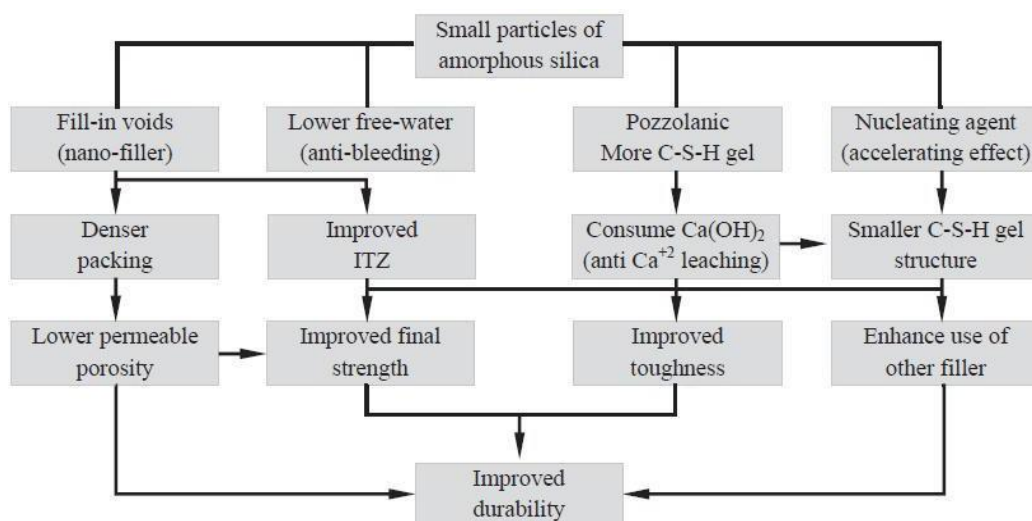 Small particles of
amorphous silica
Fill-in voids
(nano-filler)
Lower free-water
(anti-bleeding)
Pozzolanic
More C-S-H gel
Nucleating agent
(accelerating effect)
Denser
packing
Improved
ITZ
Consume Ca(OH)₂
(anti Ca⁺² leaching)
Smaller C-S-H gel
structure
Lower permeable
porosity
Improved final
strength
Improved
toughness
Enhance use of
other filler
Improved
durability